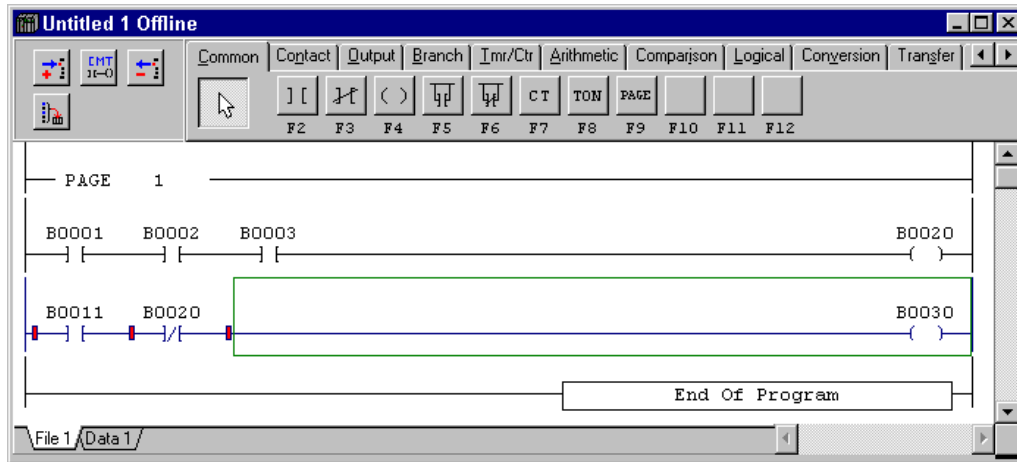 Untitled 1 Offline
CMT
Common Contact Output Branch Tmr/Ctr Arithmetic Comparison Logical Conversion Transfer
CT TON PAGE
F2 F3 F4 F5 F6 F7 F8 F9 F10 F11 F12
PAGE 1
B0001 B0002 B0003 B0020
B0011 B0020 B0030
End Of Program
File 1 Data 1